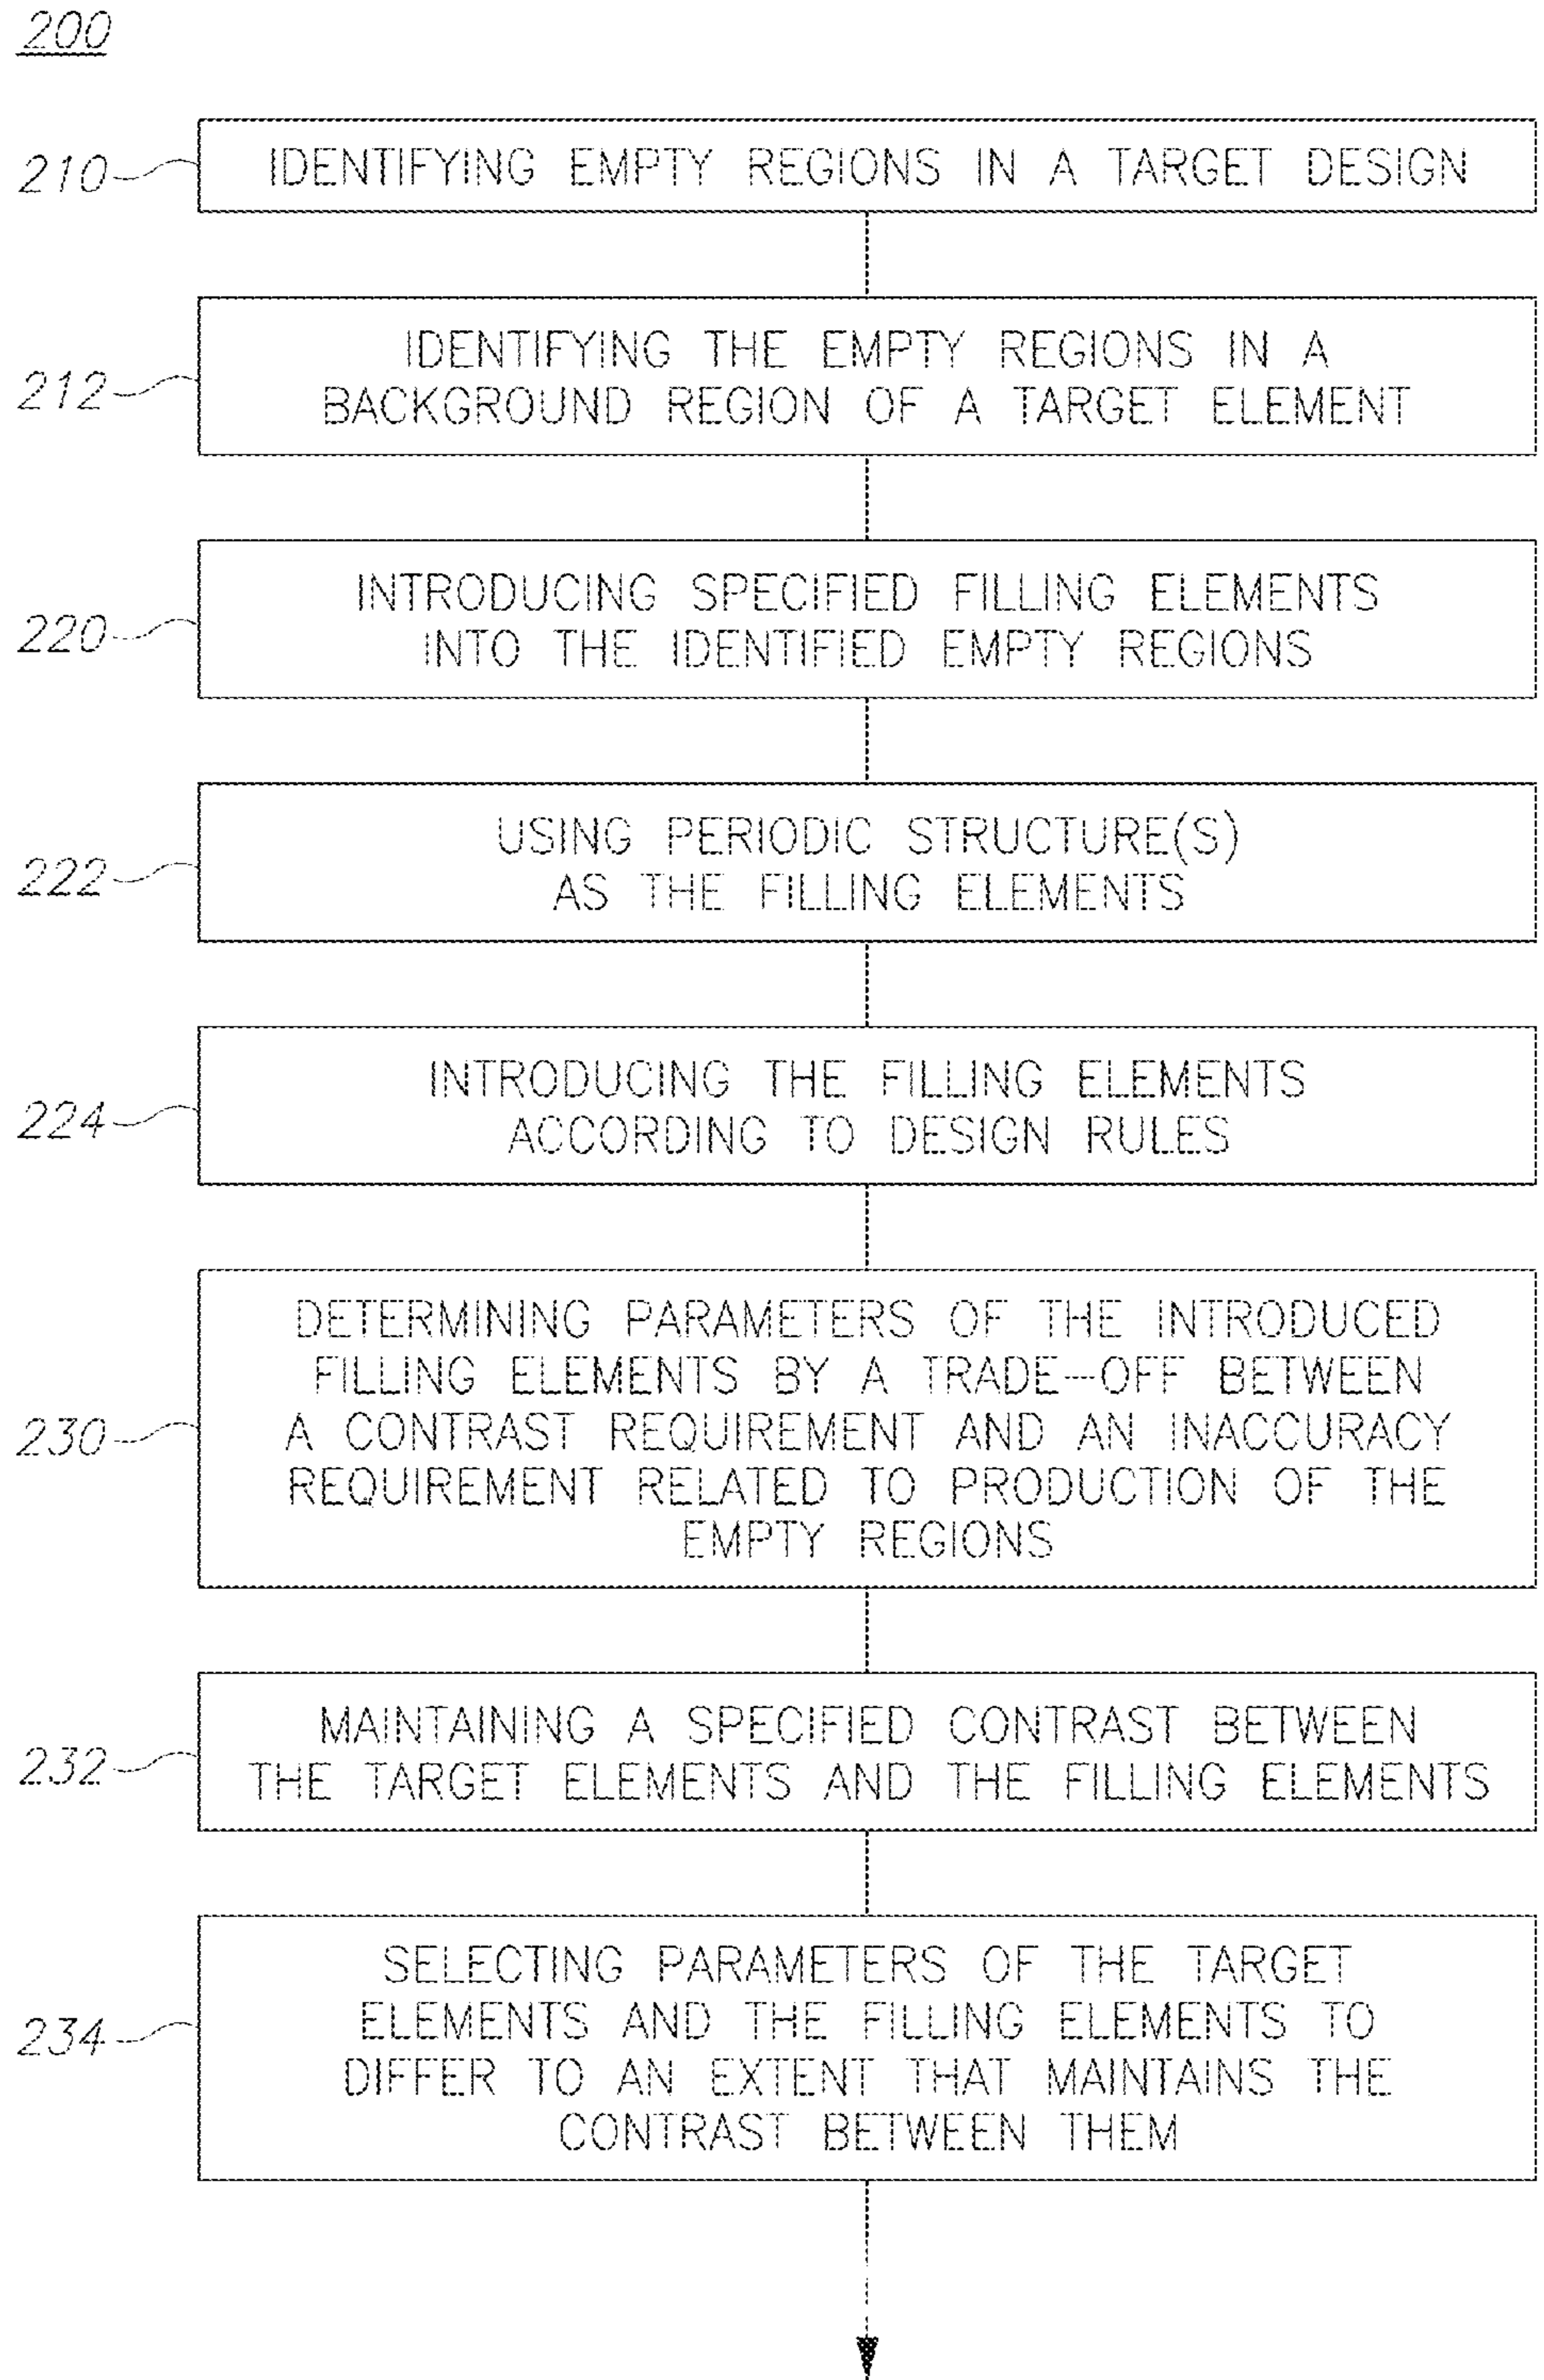 200
210
IDENTIFYING EMPTY REGIONS IN A TARGET DESIGN
212
IDENTIFYING THE EMPTY REGIONS IN A
BACKGROUND REGION OF A TARGET ELEMENT
220
INTRODUCING SPECIFIED FILLING ELEMENTS
INTO THE IDENTIFIED EMPTY REGIONS
222
USING PERIODIC STRUCTURE(S)
AS THE FILLING ELEMENTS
224
INTRODUCING THE FILLING ELEMENTS
ACCORDING TO DESIGN RULES
230
DETERMINING PARAMETERS OF THE INTRODUCED
FILLING ELEMENTS BY A TRADE-OFF BETWEEN
A CONTRAST REQUIREMENT AND AN INACCURACY
REQUIREMENT RELATED TO PRODUCTION OF THE
EMPTY REGIONS
232
MAINTAINING A SPECIFIED CONTRAST BETWEEN
THE TARGET ELEMENTS AND THE FILLING ELEMENTS
234
SELECTING PARAMETERS OF THE TARGET
ELEMENTS AND THE FILLING ELEMENTS TO
DIFFER TO AN EXTENT THAT MAINTAINS THE
CONTRAST BETWEEN THEM